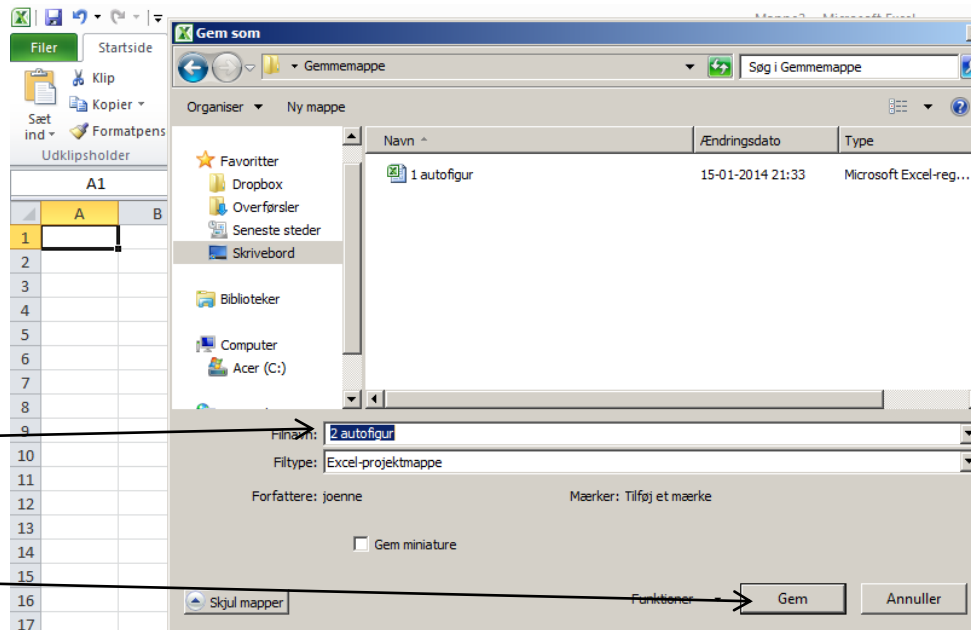 Mappe2 - Microsoft Excel
Gem som
Filer
Startside
Klip
Kopier
Formatpens
Sæt
ind
Udklipsholder
A1
A B
1
2
3
4
5
6
7
8
9
10
11
12
13
14
15
16
17
Gemmemappe
Søg i Gemmemappe
Organiser
Ny mappe
Favoritter
Dropbox
Overførsler
Seneste steder
Skrivebord
Biblioteker
Computer
Acer (C:)
Navn Ændringsdato Type
1 autofigur 15-01-2014 21:33 Microsoft Excel-reg...
Filnavn: 2 autofigur
Filtype: Excel-projektmappe
Forfattere: joenne Mærker: Tilføj et mærke
Gem miniature
Skjul mapper Funktioner Gem Annuller